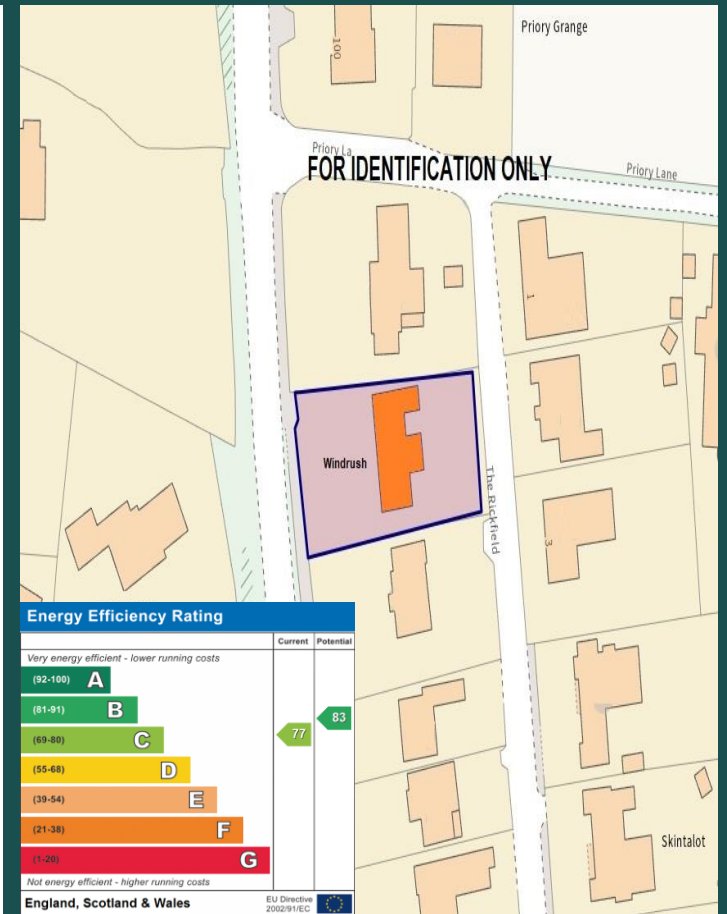 Priory Grange
100
Priory La
FOR IDENTIFICATION ONLY
Priory Lane
1
Windrush
The Rickfield
3
Skintalot
Energy Efficiency Rating
Current Potential
Very energy efficient - lower running costs
(92-100) A
(81-91) B
83
(69-80) C
77
(55-68) D
(39-54) E
(21-38) F
(1-20) G
Not energy efficient - higher running costs
England, Scotland & Wales
EU Directive
2002/91/EC